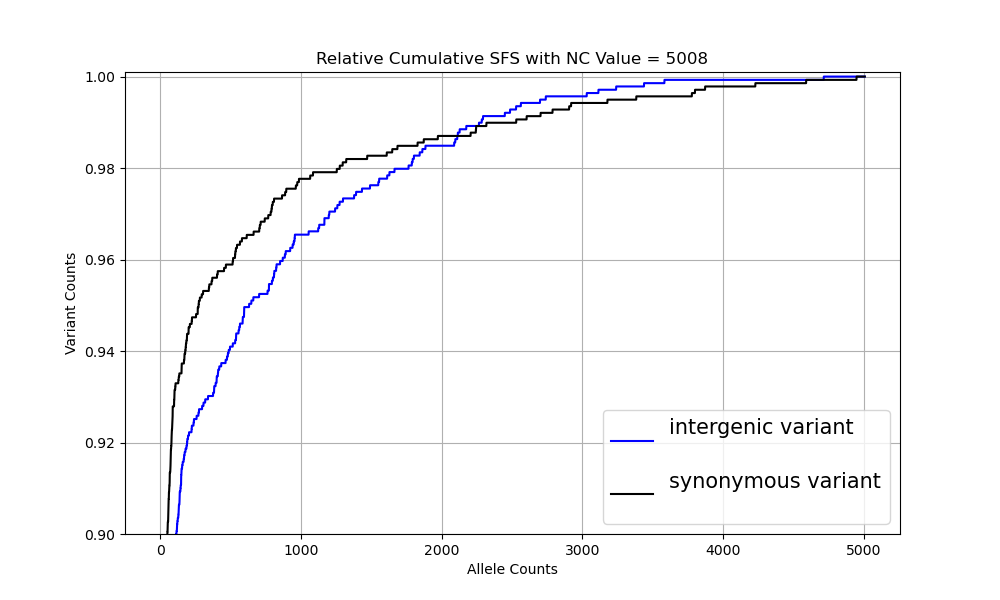 Relative Cumulative SFS with NC Value = 5008
Variant Counts
1.00
0.98
0.96
0.94
0.92
0.90
intergenic variant
synonymous variant
0 1000 2000 3000 4000 5000
Allele Counts